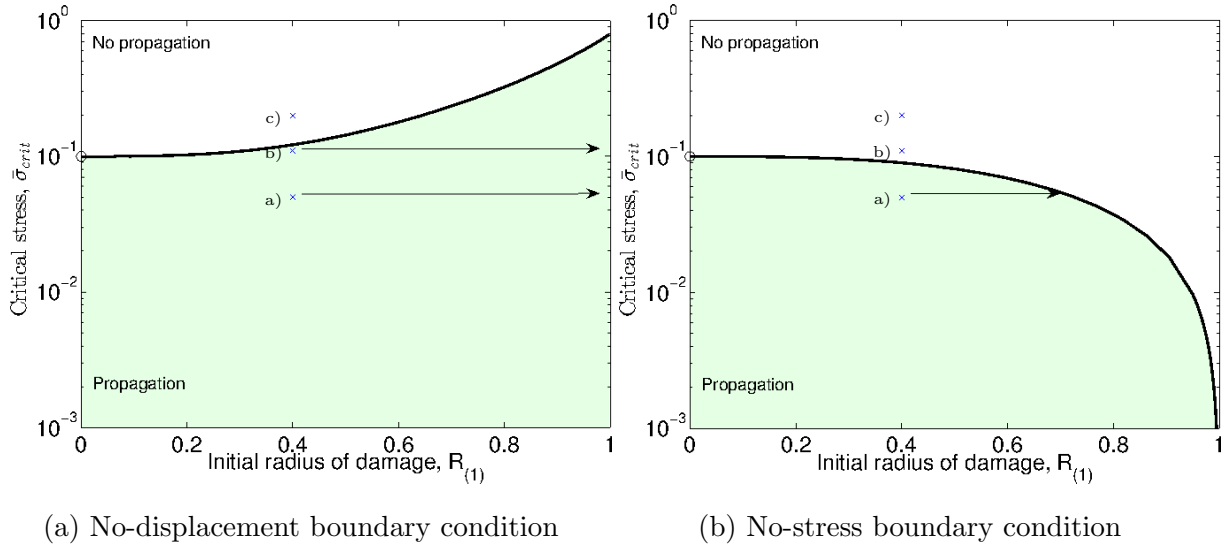 10^0
No propagation
c)
10^-1
b)
a)
Critical stress, σ̄_crit
10^-2
Propagation
10^-3
0 0.2 0.4 0.6 0.8 1
Initial radius of damage, R_(1)
(a) No-displacement boundary condition
10^0
No propagation
c)
10^-1
b)
a)
Critical stress, σ̄_crit
10^-2
Propagation
10^-3
0 0.2 0.4 0.6 0.8 1
Initial radius of damage, R_(1)
(b) No-stress boundary condition